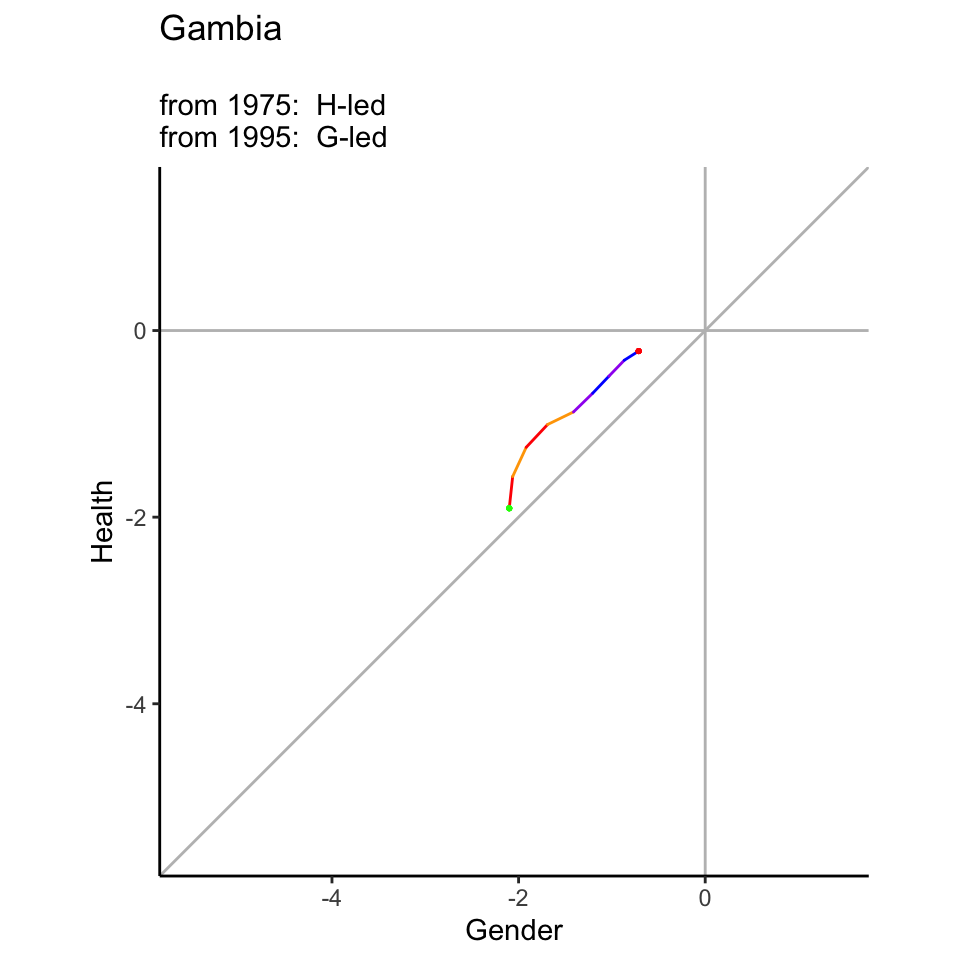 Gambia
from 1975:  H-led
from 1995:  G-led
0
-2
-4
Health
-4
-2
0
Gender